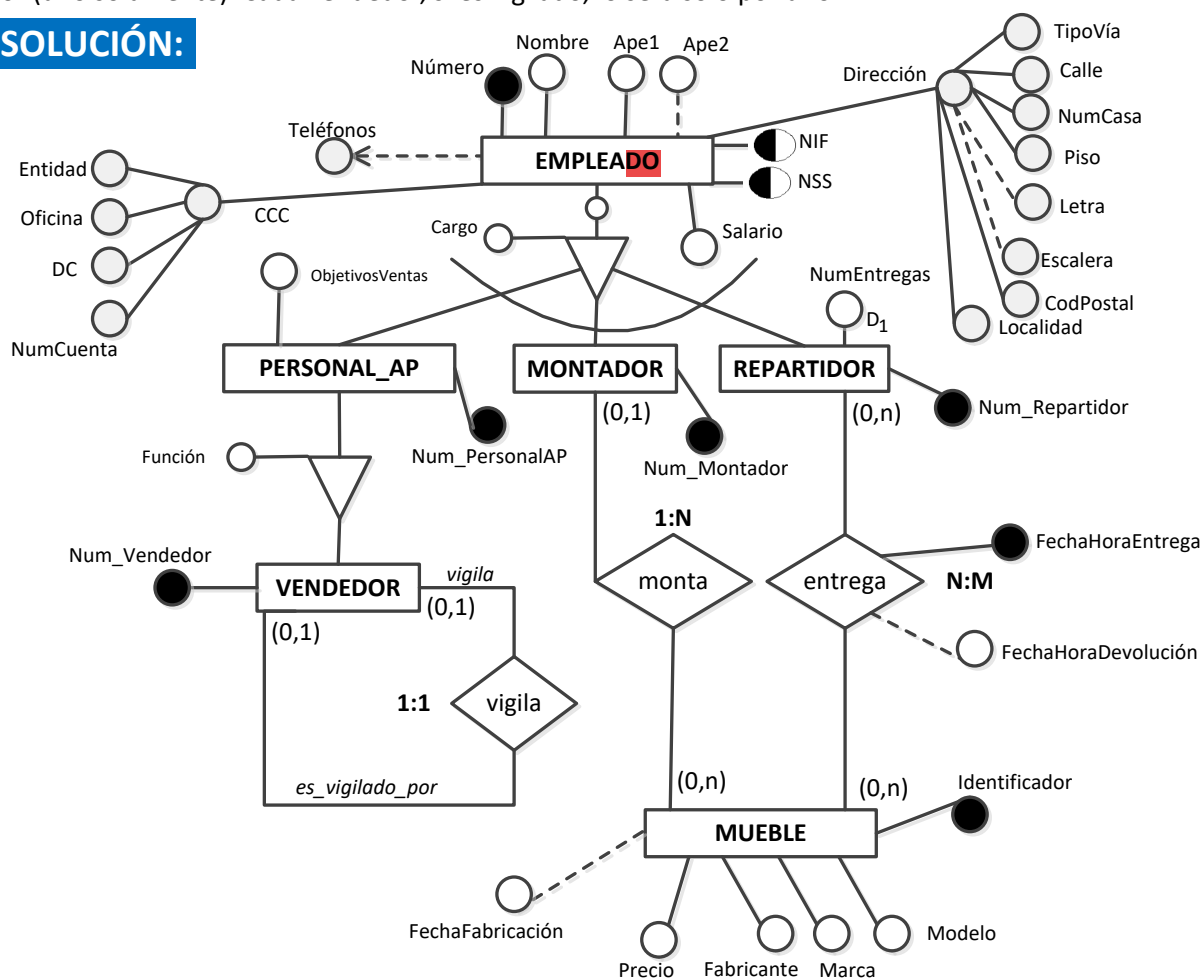 SOLUCIÓN:
Número
Nombre
Ape1
Ape2
Dirección
TipoVía
Calle
NumCasa
Piso
Letra
Escalera
CodPostal
Localidad
Teléfonos
EMPLEADO
NIF
NSS
Entidad
Oficina
DC
NumCuenta
CCC
Cargo
Salario
ObjetivosVentas
NumEntregas
D1
PERSONAL_AP
MONTADOR
REPARTIDOR
(0,1)
(0,n)
Num_PersonalAP
Num_Montador
Num_Repartidor
Función
1:N
Num_Vendedor
VENDEDOR
vigila
(0,1)
(0,1)
monta
entrega
N:M
FechaHoraEntrega
FechaHoraDevolución
1:1
vigila
es_vigilado_por
(0,n)
(0,n)
Identificador
MUEBLE
FechaFabricación
Precio
Fabricante
Marca
Modelo